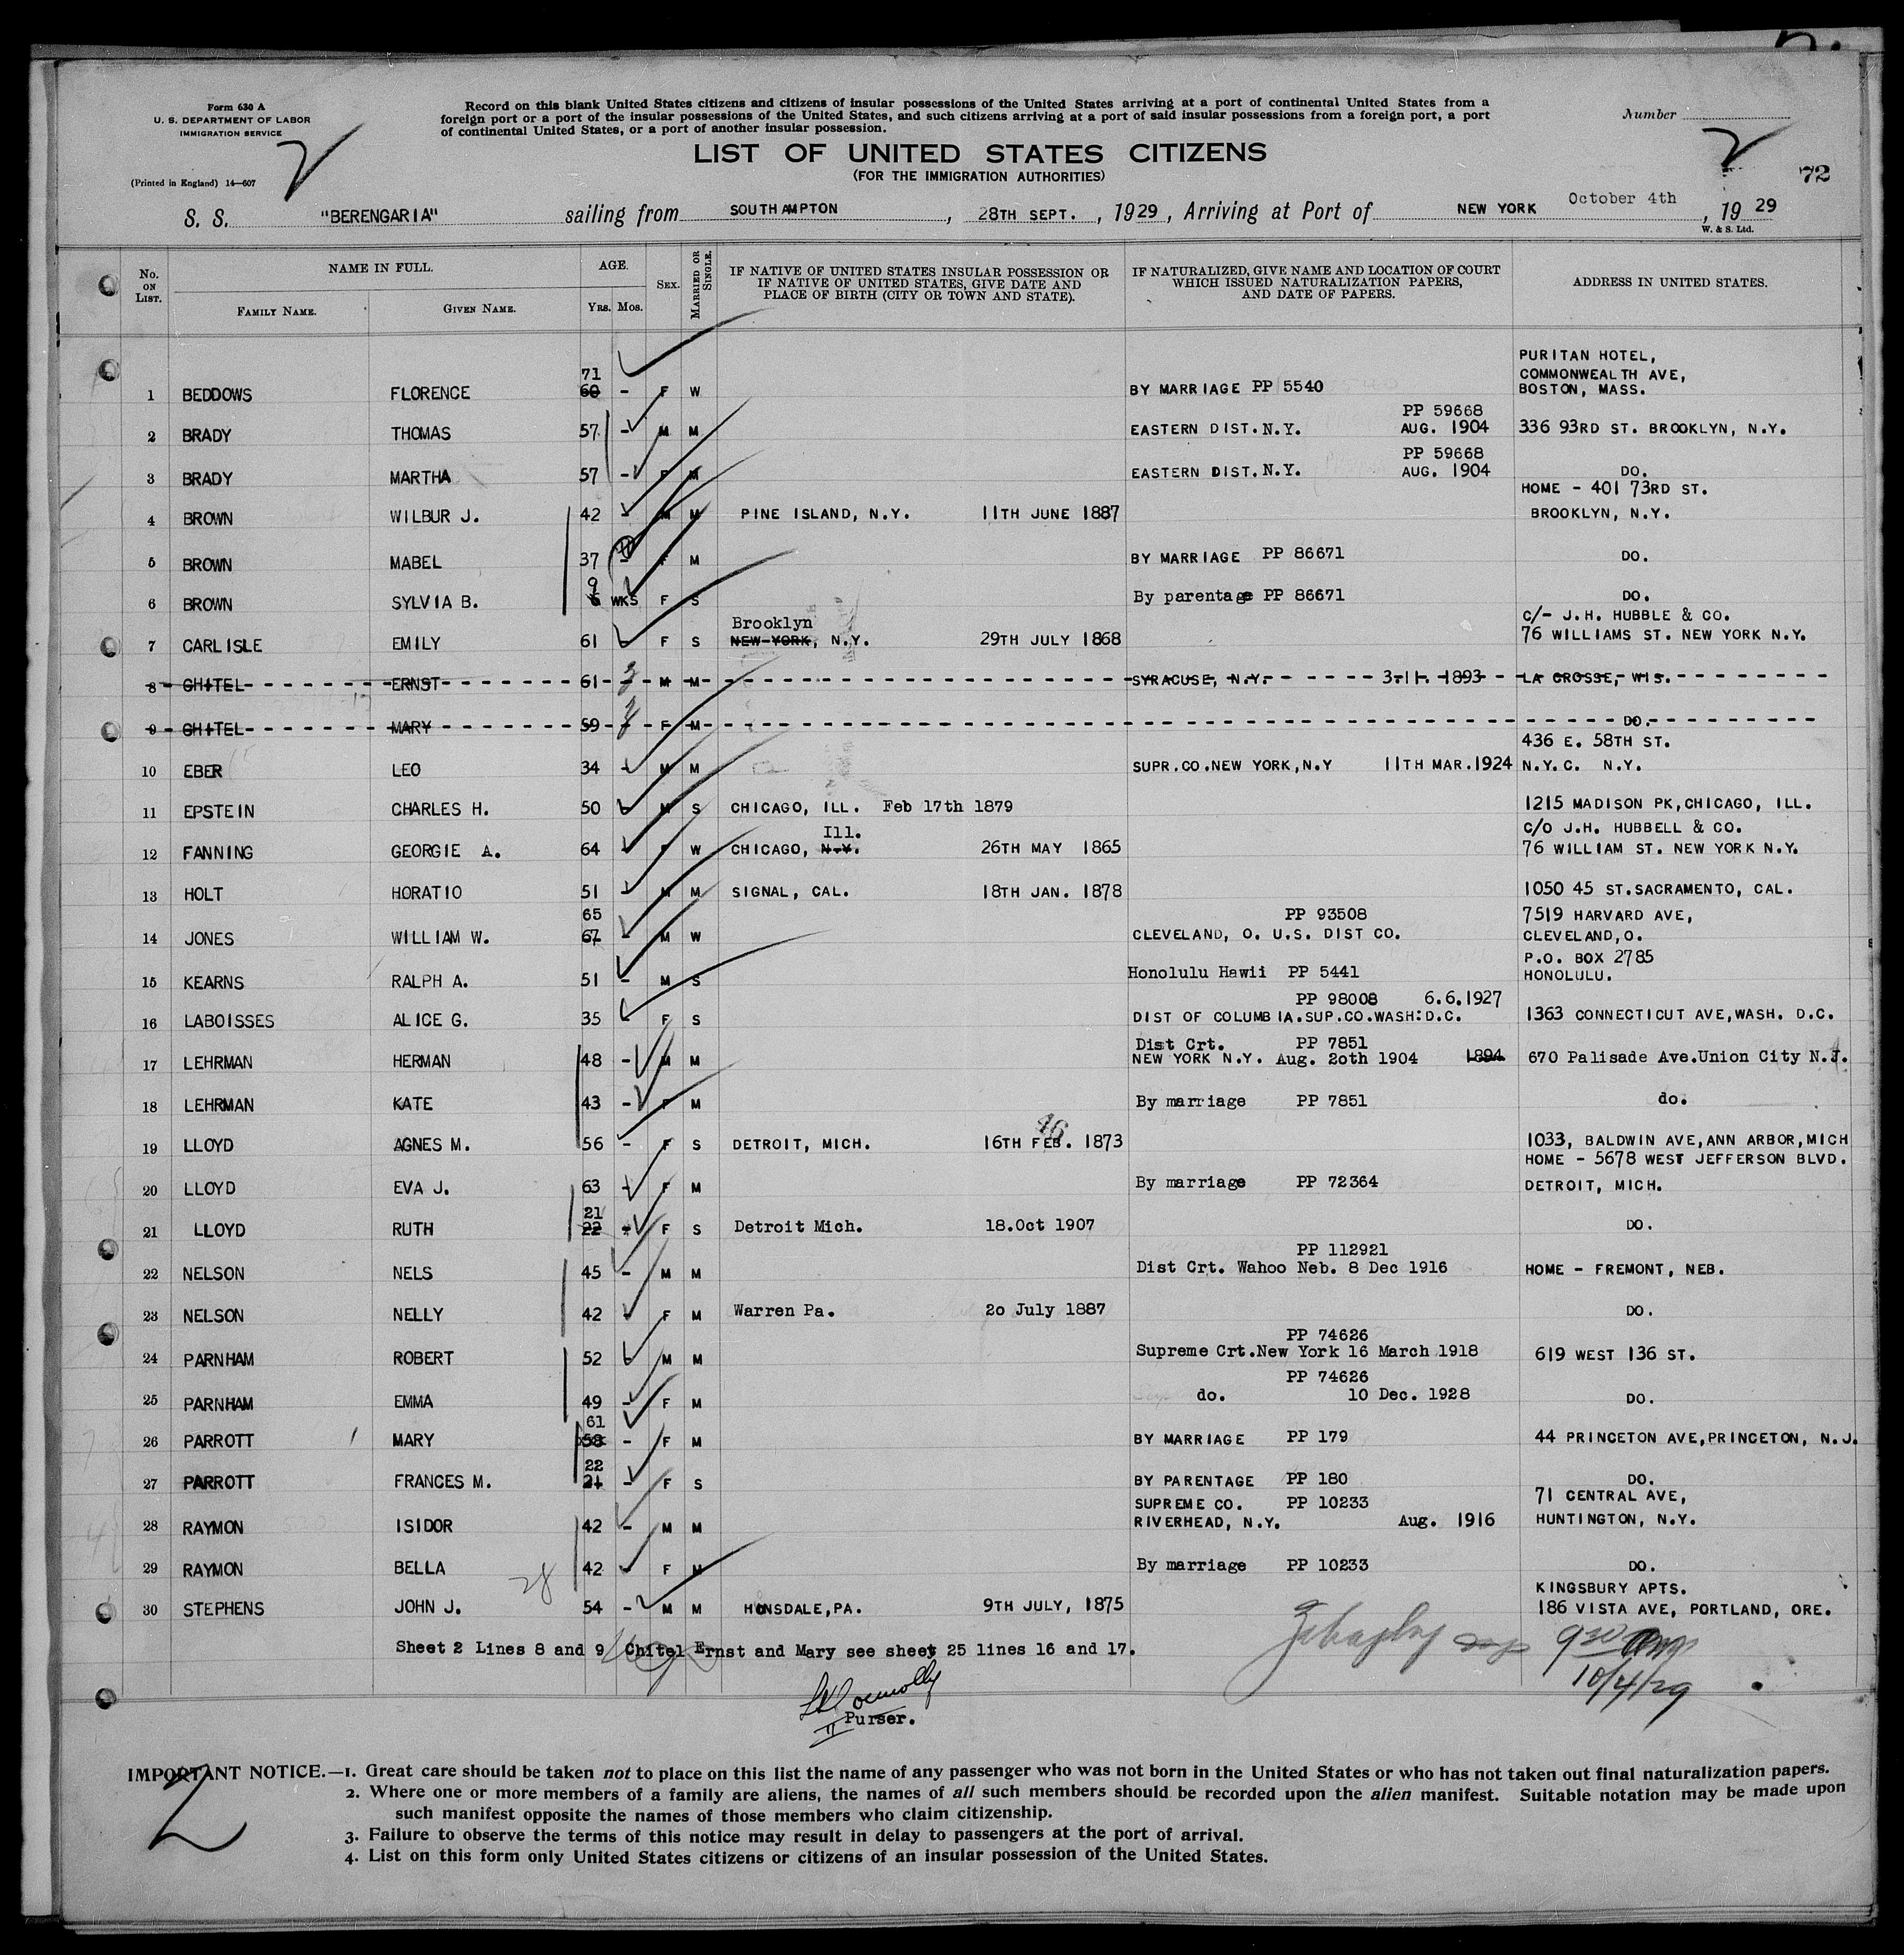 Form 630 A
U. S. DEPARTMENT OF LABOR
IMMIGRATION SERVICE
(Printed in England) 14—607
2
Record on this blank United States citizens and citizens of insular possessions of the United States arriving at a port of continental United States from a
foreign port or a port of the insular possessions of the United States, and such citizens arriving at a port of said insular possessions from a foreign port, a port
of continental United States, or a port of another insular possession.
Number
2
72
LIST OF UNITED STATES CITIZENS
(FOR THE IMMIGRATION AUTHORITIES)
S. S. "BERENGARIA" sailing from SOUTHAMPTON, 28TH SEPT., 1929, Arriving at Port of NEW YORK October 4th, 19 29
W. & S. Ltd.
No. ON LIST. NAME IN FULL. FAMILY NAME. GIVEN NAME. AGE. YRS. MOS. SEX. MARRIED OR SINGLE. IF NATIVE OF UNITED STATES INSULAR POSSESSION OR IF NATIVE OF UNITED STATES, GIVE DATE AND PLACE OF BIRTH (CITY OR TOWN AND STATE). IF NATURALIZED, GIVE NAME AND LOCATION OF COURT WHICH ISSUED NATURALIZATION PAPERS, AND DATE OF PAPERS. ADDRESS IN UNITED STATES.
PURITAN HOTEL,
71 COMMONWEALTH AVE,
1 BEDDOWS FLORENCE 60 - F W BY MARRIAGE PP 5540 BOSTON, MASS.
PP 59668
2 BRADY THOMAS 57 - M M EASTERN DIST. N.Y. AUG. 1904 336 93RD ST. BROOKLYN, N.Y.
PP 59668
3 BRADY MARTHA 57 - F M EASTERN DIST. N.Y. AUG. 1904 DO.
HOME - 401 73RD ST.
4 BROWN WILBUR J. 42 - M M PINE ISLAND, N.Y. 11TH JUNE 1887 BROOKLYN, N.Y.
5 BROWN MABEL 37 - F M BY MARRIAGE PP 86671 DO.
9
6 BROWN SYLVIA B. 6 WKS F S By parentage PP 86671 DO.
Brooklyn C/- J.H. HUBBLE & CO.
7 CARLISLE EMILY 61 - F S NEW YORK, N.Y. 29TH JULY 1868 76 WILLIAMS ST. NEW YORK N.Y.
8 CHITEL ERNST 61 - M M SYRACUSE, N.Y. 3-11-1893 LA CROSSE, WIS.
9 CHITEL MARY 59 F M DO.
436 E. 58TH ST.
10 EBER LEO 34 - M M SUPR.CO.NEW YORK,N.Y 11TH MAR.1924 N.Y.C. N.Y.
11 EPSTEIN CHARLES H. 50 - M S CHICAGO, ILL. Feb 17th 1879 1215 MADISON PK,CHICAGO, ILL.
Ill. C/O J.H. HUBBELL & CO.
12 FANNING GEORGIE A. 64 - F W CHICAGO, N.Y. 26TH MAY 1865 76 WILLIAM ST. NEW YORK N.Y.
13 HOLT HORATIO 51 - M M SIGNAL, CAL. 18TH JAN. 1878 1050 45 ST.SACRAMENTO, CAL.
65 PP 93508 7519 HARVARD AVE,
14 JONES WILLIAM W. 67 - M W CLEVELAND, O. U.S. DIST CO. CLEVELAND,O.
P.O. BOX 2785
15 KEARNS RALPH A. 51 - M S Honolulu Hawii PP 5441 HONOLULU.
PP 98008 6.6.1927
16 LABOISSES ALICE G. 35 - F S DIST OF COLUMBIA.SUP.CO.WASH:D.C. 1363 CONNECTICUT AVE,WASH. D.C.
Dist Crt. PP 7851
17 LEHRMAN HERMAN 48 - M M NEW YORK N.Y. Aug. 2oth 1904 1894 670 Palisade Ave.Union City N.J.
18 LEHRMAN KATE 43 - F M By marriage PP 7851 do.
46
19 LLOYD AGNES M. 56 - F S DETROIT, MICH. 16TH FEB. 1873 1033, BALDWIN AVE,ANN ARBOR,MICH
HOME - 5678 WEST JEFFERSON BLVD.
20 LLOYD EVA J. 63 - F M By marriage PP 72364 DETROIT, MICH.
21
21 LLOYD RUTH 22 - F S Detroit Mich. 18.Oct 1907 DO.
PP 112921
22 NELSON NELS 45 - M M Dist Crt. Wahoo Neb. 8 Dec 1916 HOME - FREMONT, NEB.
23 NELSON NELLY 42 - F M Warren Pa. 2o July 1887 DO.
PP 74626
24 PARNHAM ROBERT 52 - M M Supreme Crt.New York 16 March 1918 619 WEST 136 ST.
PP 74626
25 PARNHAM EMMA 49 - F M do. 10 Dec. 1928 DO.
61
26 PARROTT MARY 58 - F M BY MARRIAGE PP 179 44 PRINCETON AVE,PRINCETON, N.J.
22
27 PARROTT FRANCES M. 21 - F S BY PARENTAGE PP 180 DO.
SUPREME CO. PP 10233 71 CENTRAL AVE,
28 RAYMON ISIDOR 42 - M M RIVERHEAD, N.Y. Aug. 1916 HUNTINGTON, N.Y.
29 RAYMON BELLA 42 - F M By marriage PP 10233 DO.
28 KINGSBURY APTS.
30 STEPHENS JOHN J. 54 - M M HONSDALE,PA. 9TH JULY, 1875 186 VISTA AVE, PORTLAND, ORE.
Sheet 2 Lines 8 and 9 Chitel Ernst and Mary see sheet 25 lines 16 and 17.
9 30 am
10/4/29
Connolly
II Purser.
2
IMPORTANT NOTICE.—1. Great care should be taken not to place on this list the name of any passenger who was not born in the United States or who has not taken out final naturalization papers.
2. Where one or more members of a family are aliens, the names of all such members should be recorded upon the alien manifest. Suitable notation may be made upon
such manifest opposite the names of those members who claim citizenship.
3. Failure to observe the terms of this notice may result in delay to passengers at the port of arrival.
4. List on this form only United States citizens or citizens of an insular possession of the United States.